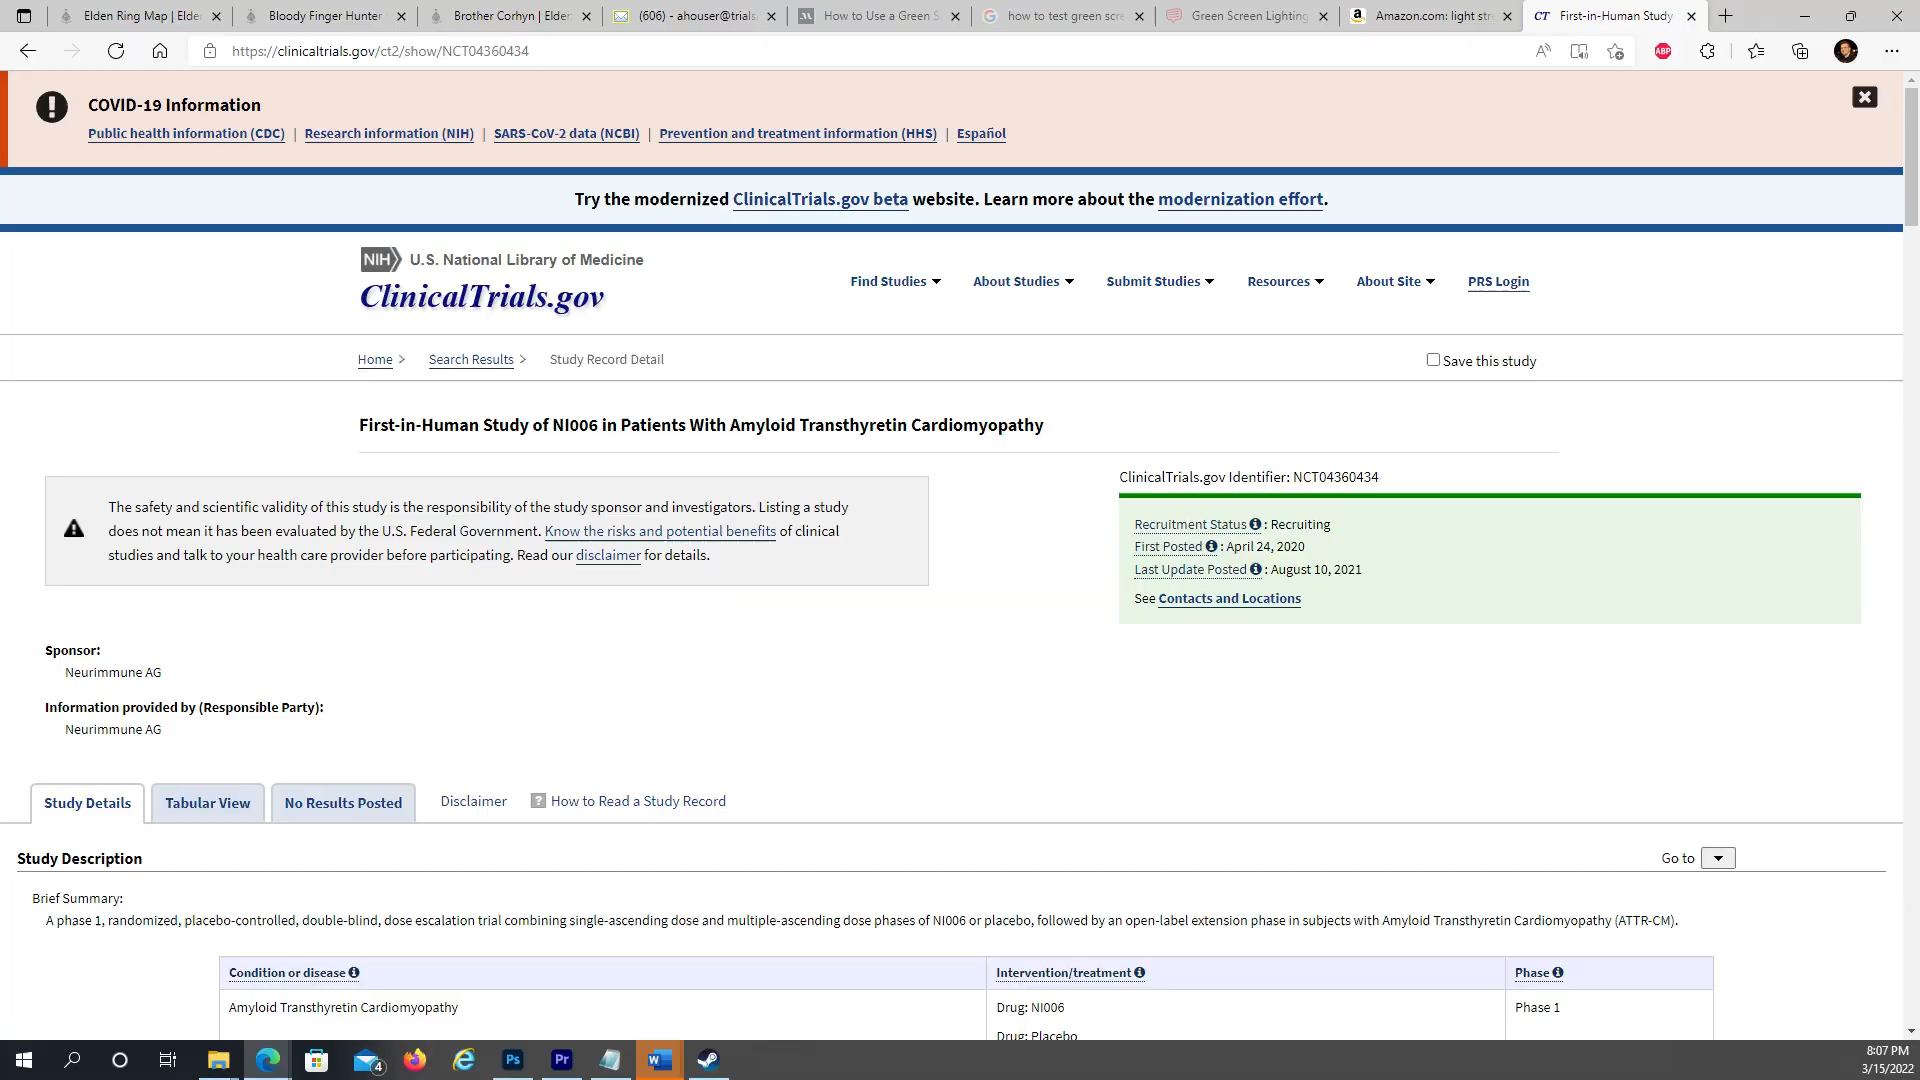 Elden Ring Map | Elde
Bloody Finger Hunter
Brother Corhyn | Elde
(606) - ahouser@trials
How to Use a Green S
how to test green scre
Green Screen Lighting
Amazon.com: light str
CT First-in-Human Study
https://clinicaltrials.gov/ct2/show/NCT04360434
ABP
COVID-19 Information
Public health information (CDC) | Research information (NIH) | SARS-CoV-2 data (NCBI) | Prevention and treatment information (HHS) | Español
Try the modernized ClinicalTrials.gov beta website. Learn more about the modernization effort.
NIH U.S. National Library of Medicine
ClinicalTrials.gov
Find Studies About Studies Submit Studies Resources About Site PRS Login
Home > Search Results > Study Record Detail
Save this study
First-in-Human Study of NI006 in Patients With Amyloid Transthyretin Cardiomyopathy
The safety and scientific validity of this study is the responsibility of the study sponsor and investigators. Listing a study
does not mean it has been evaluated by the U.S. Federal Government. Know the risks and potential benefits of clinical
studies and talk to your health care provider before participating. Read our disclaimer for details.
ClinicalTrials.gov Identifier: NCT04360434
Recruitment Status : Recruiting
First Posted : April 24, 2020
Last Update Posted : August 10, 2021
See Contacts and Locations
Sponsor:
Neurimmune AG
Information provided by (Responsible Party):
Neurimmune AG
Study Details
Tabular View
No Results Posted
Disclaimer
? How to Read a Study Record
Study Description
Go to
Brief Summary:
A phase 1, randomized, placebo-controlled, double-blind, dose escalation trial combining single-ascending dose and multiple-ascending dose phases of NI006 or placebo, followed by an open-label extension phase in subjects with Amyloid Transthyretin Cardiomyopathy (ATTR-CM).
Condition or disease
Intervention/treatment
Phase
Amyloid Transthyretin Cardiomyopathy
Drug: NI006
Phase 1
Drug: Placebo
4
Ps
Pr
8:07 PM
3/15/2022